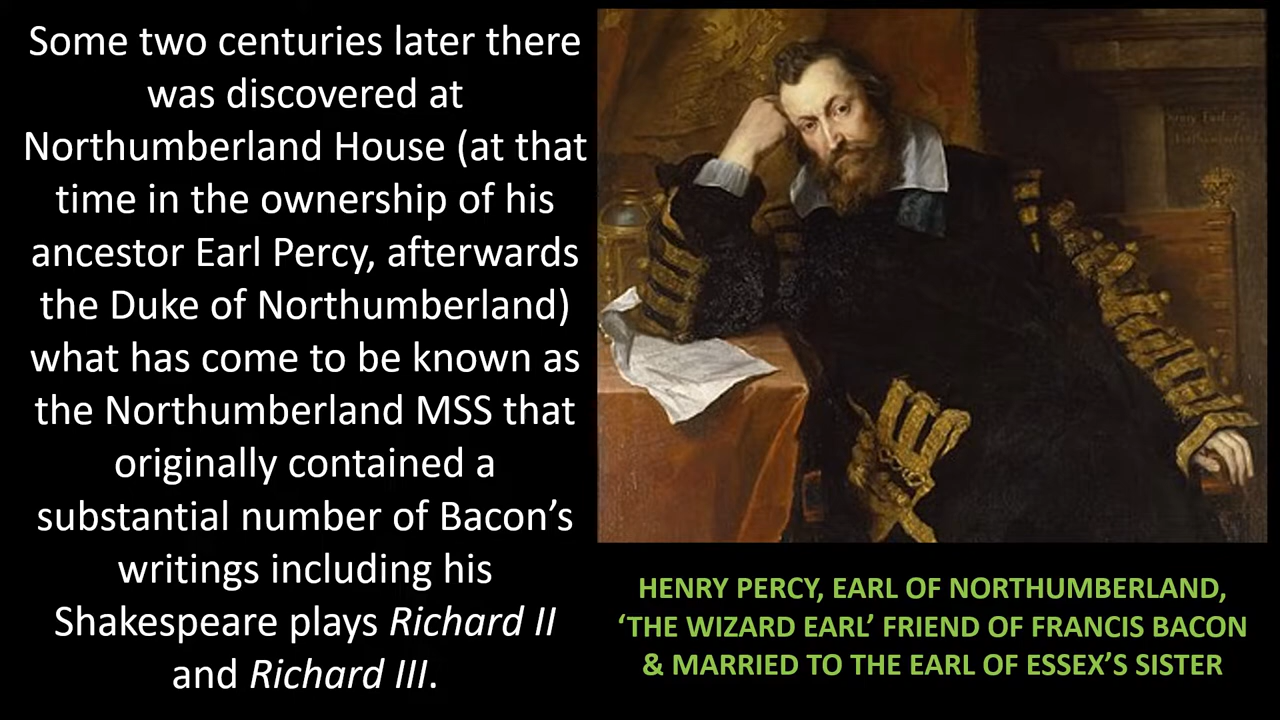 Some two centuries later there
was discovered at
Northumberland House (at that
time in the ownership of his
ancestor Earl Percy, afterwards
the Duke of Northumberland)
what has come to be known as
the Northumberland MSS that
originally contained a
substantial number of Bacon’s
writings including his
Shakespeare plays Richard II
and Richard III.
HENRY PERCY, EARL OF NORTHUMBERLAND,
‘THE WIZARD EARL’ FRIEND OF FRANCIS BACON
& MARRIED TO THE EARL OF ESSEX’S SISTER